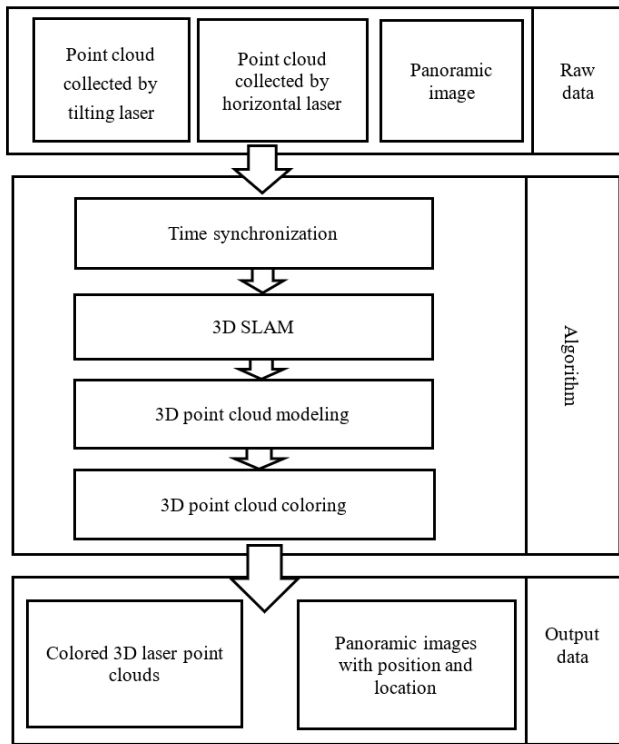 Point cloud
collected by
tilting laser
Point cloud
collected by
horizontal laser
Panoramic
image
Raw
data
Time synchronization
3D SLAM
3D point cloud modeling
3D point cloud coloring
Algorithm
Colored 3D laser point
clouds
Panoramic images
with position and
location
Output
data